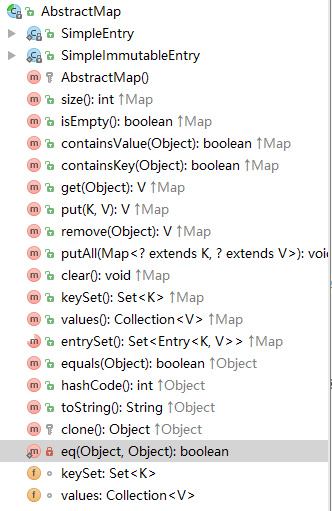 AbstractMap
SimpleEntry
SimpleImmutableEntry
AbstractMap()
size(): int ↑Map
isEmpty(): boolean ↑Map
containsValue(Object): boolean ↑Map
containsKey(Object): boolean ↑Map
get(Object): V ↑Map
put(K, V): V ↑Map
remove(Object): V ↑Map
putAll(Map<? extends K, ? extends V>): void
clear(): void ↑Map
keySet(): Set<K> ↑Map
values(): Collection<V> ↑Map
entrySet(): Set<Entry<K, V>> ↑Map
equals(Object): boolean ↑Object
hashCode(): int ↑Object
toString(): String ↑Object
clone(): Object ↑Object
eq(Object, Object): boolean
keySet: Set<K>
values: Collection<V>